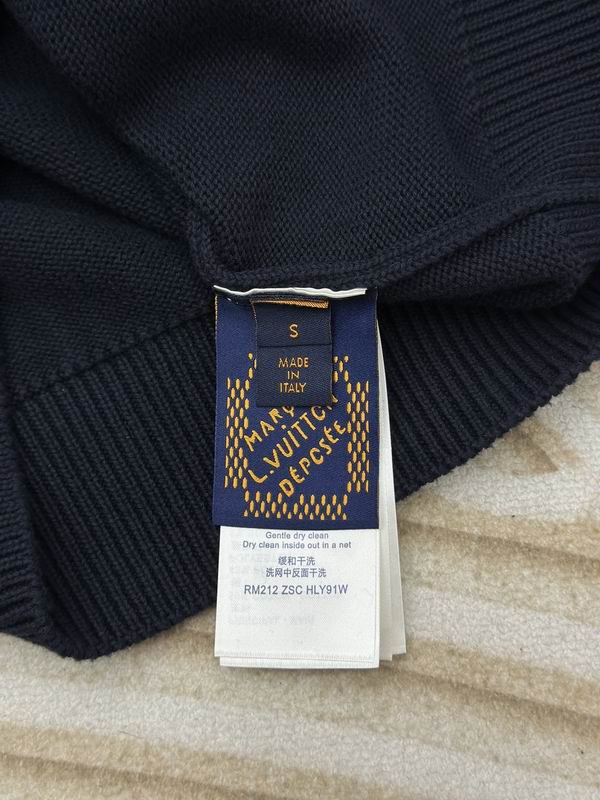 S
MADE
IN
ITALY
L.VUITTON
DÉPOSÉE
Gentle dry clean
Dry clean inside out in a net
缓和干洗
洗网中反面干洗
RM212 ZSC HLY91W